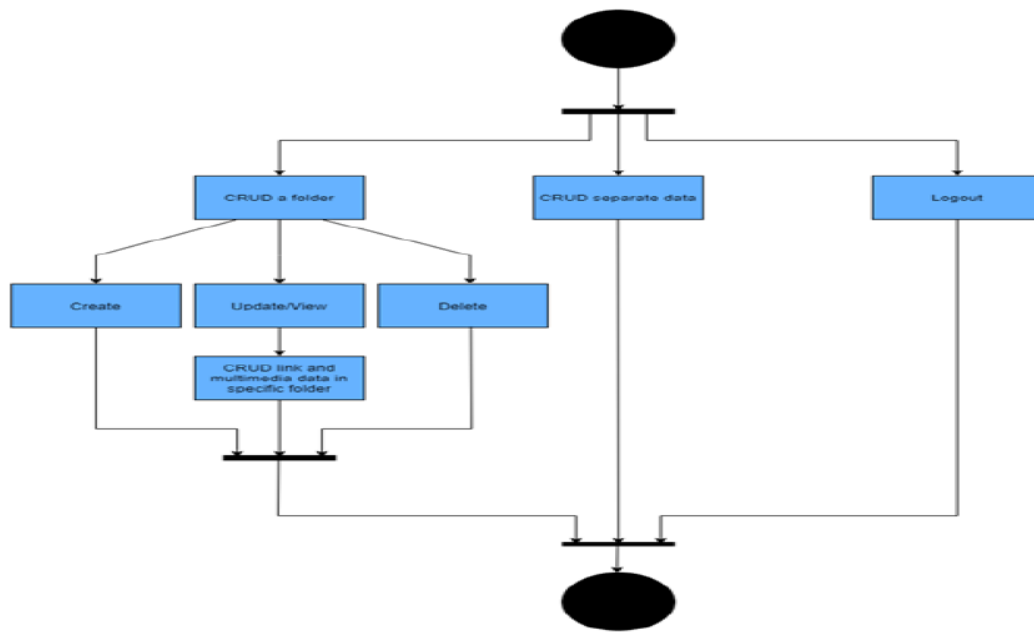 CRUD a folder
CRUD separate data
Logout
Create
Update/View
Delete
CRUD link and
multimedia data in
specific folder